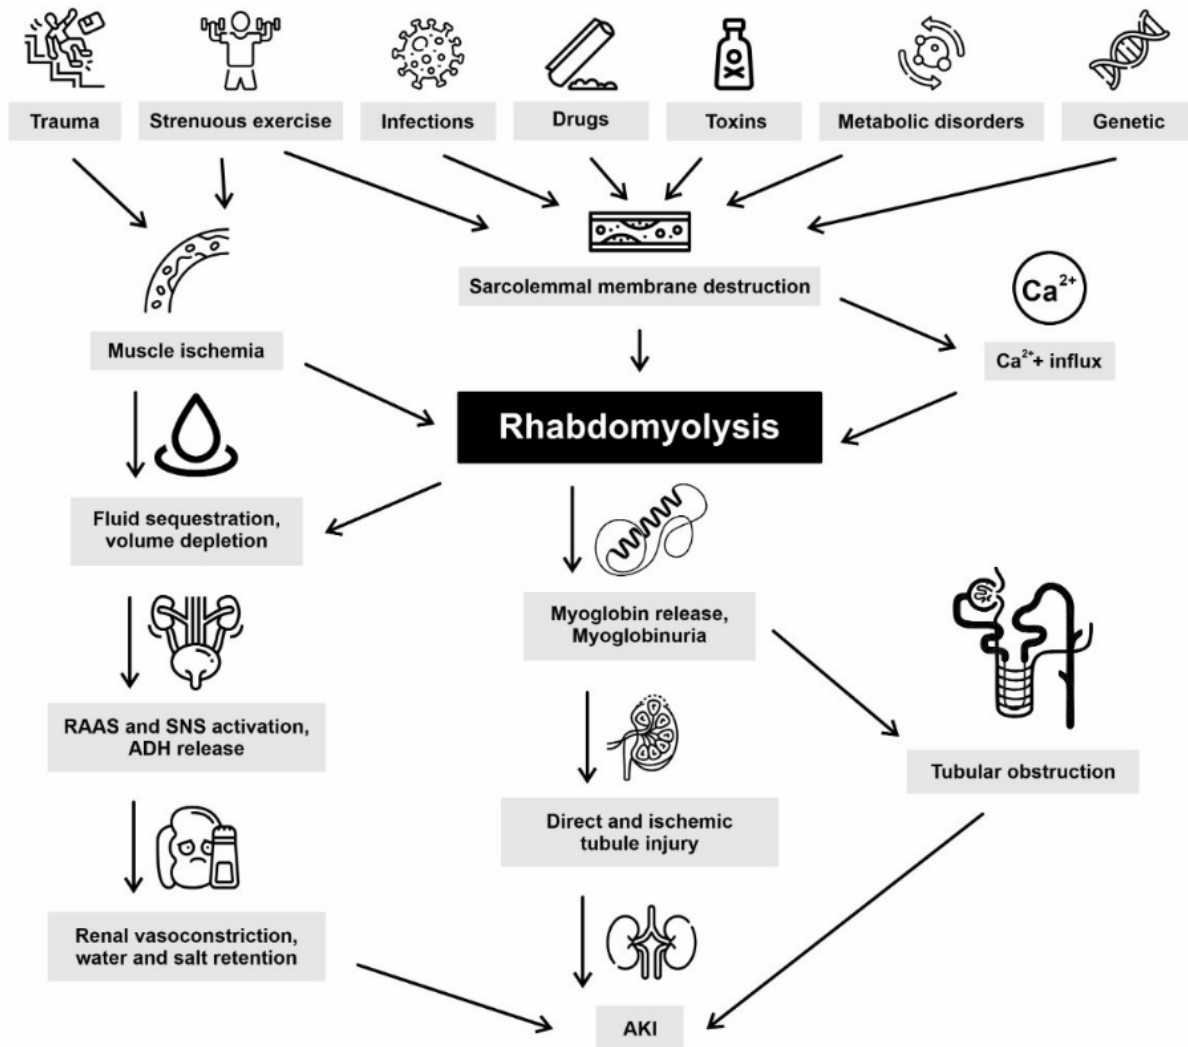 Trauma
Strenuous exercise
Infections
Drugs
Toxins
Metabolic disorders
Genetic
Sarcolemmal membrane destruction
Ca²⁺
Muscle ischemia
Ca²⁺+ influx
Rhabdomyolysis
Fluid sequestration,
volume depletion
Myoglobin release,
Myoglobinuria
RAAS and SNS activation,
ADH release
Tubular obstruction
Direct and ischemic
tubule injury
Renal vasoconstriction,
water and salt retention
AKI